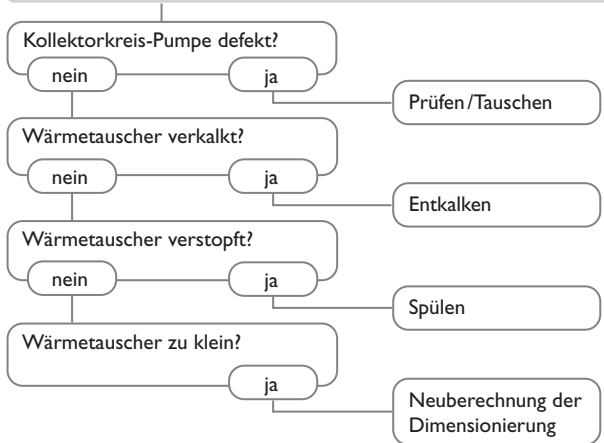 Kollektorkreis-Pumpe defekt?
nein
ja
Prüfen/Tauschen
Wärmetauscher verkalkt?
nein
ja
Entkalken
Wärmetauscher verstopft?
nein
ja
Spülen
Wärmetauscher zu klein?
ja
Neuberechnung der
Dimensionierung